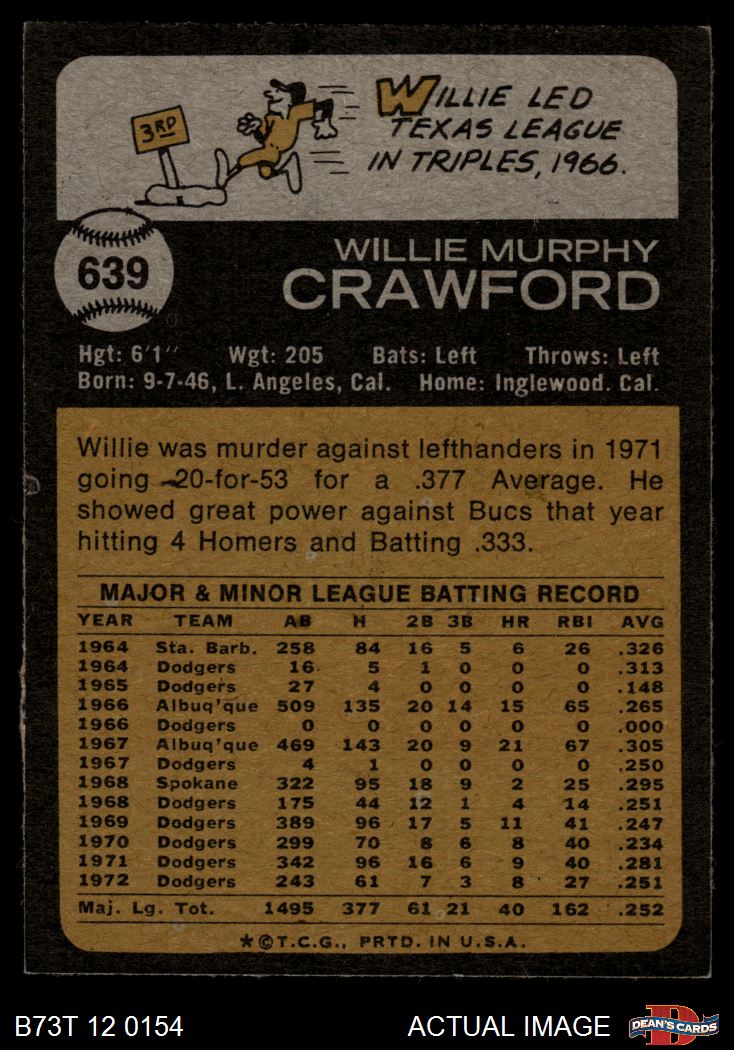 3RD
WILLIE LED
TEXAS LEAGUE
IN TRIPLES, 1966.
639
WILLIE MURPHY
CRAWFORD
Hgt: 6'1" Wgt: 205 Bats: Left Throws: Left
Born: 9-7-46, L. Angeles, Cal. Home: Inglewood. Cal.
Willie was murder against lefthanders in 1971
going 20-for-53 for a .377 Average. He
showed great power against Bucs that year
hitting 4 Homers and Batting .333.
MAJOR & MINOR LEAGUE BATTING RECORD
YEAR TEAM AB H 2B 3B HR RBI AVG
1964 Sta. Barb. 258 84 16 5 6 26 .326
1964 Dodgers 16 5 1 0 0 0 .313
1965 Dodgers 27 4 0 0 0 0 .148
1966 Albuq'que 509 135 20 14 15 65 .265
1966 Dodgers 0 0 0 0 0 0 .000
1967 Albuq'que 469 143 20 9 21 67 .305
1967 Dodgers 4 1 0 0 0 0 .250
1968 Spokane 322 95 18 9 2 25 .295
1968 Dodgers 175 44 12 1 4 14 .251
1969 Dodgers 389 96 17 5 11 41 .247
1970 Dodgers 299 70 8 6 8 40 .234
1971 Dodgers 342 96 16 6 9 40 .281
1972 Dodgers 243 61 7 3 8 27 .251
Maj. Lg. Tot. 1495 377 61 21 40 162 .252
*©T.C.G., PRTD. IN U.S.A.
B73T 12 0154 ACTUAL IMAGE DEAN'S CARDS